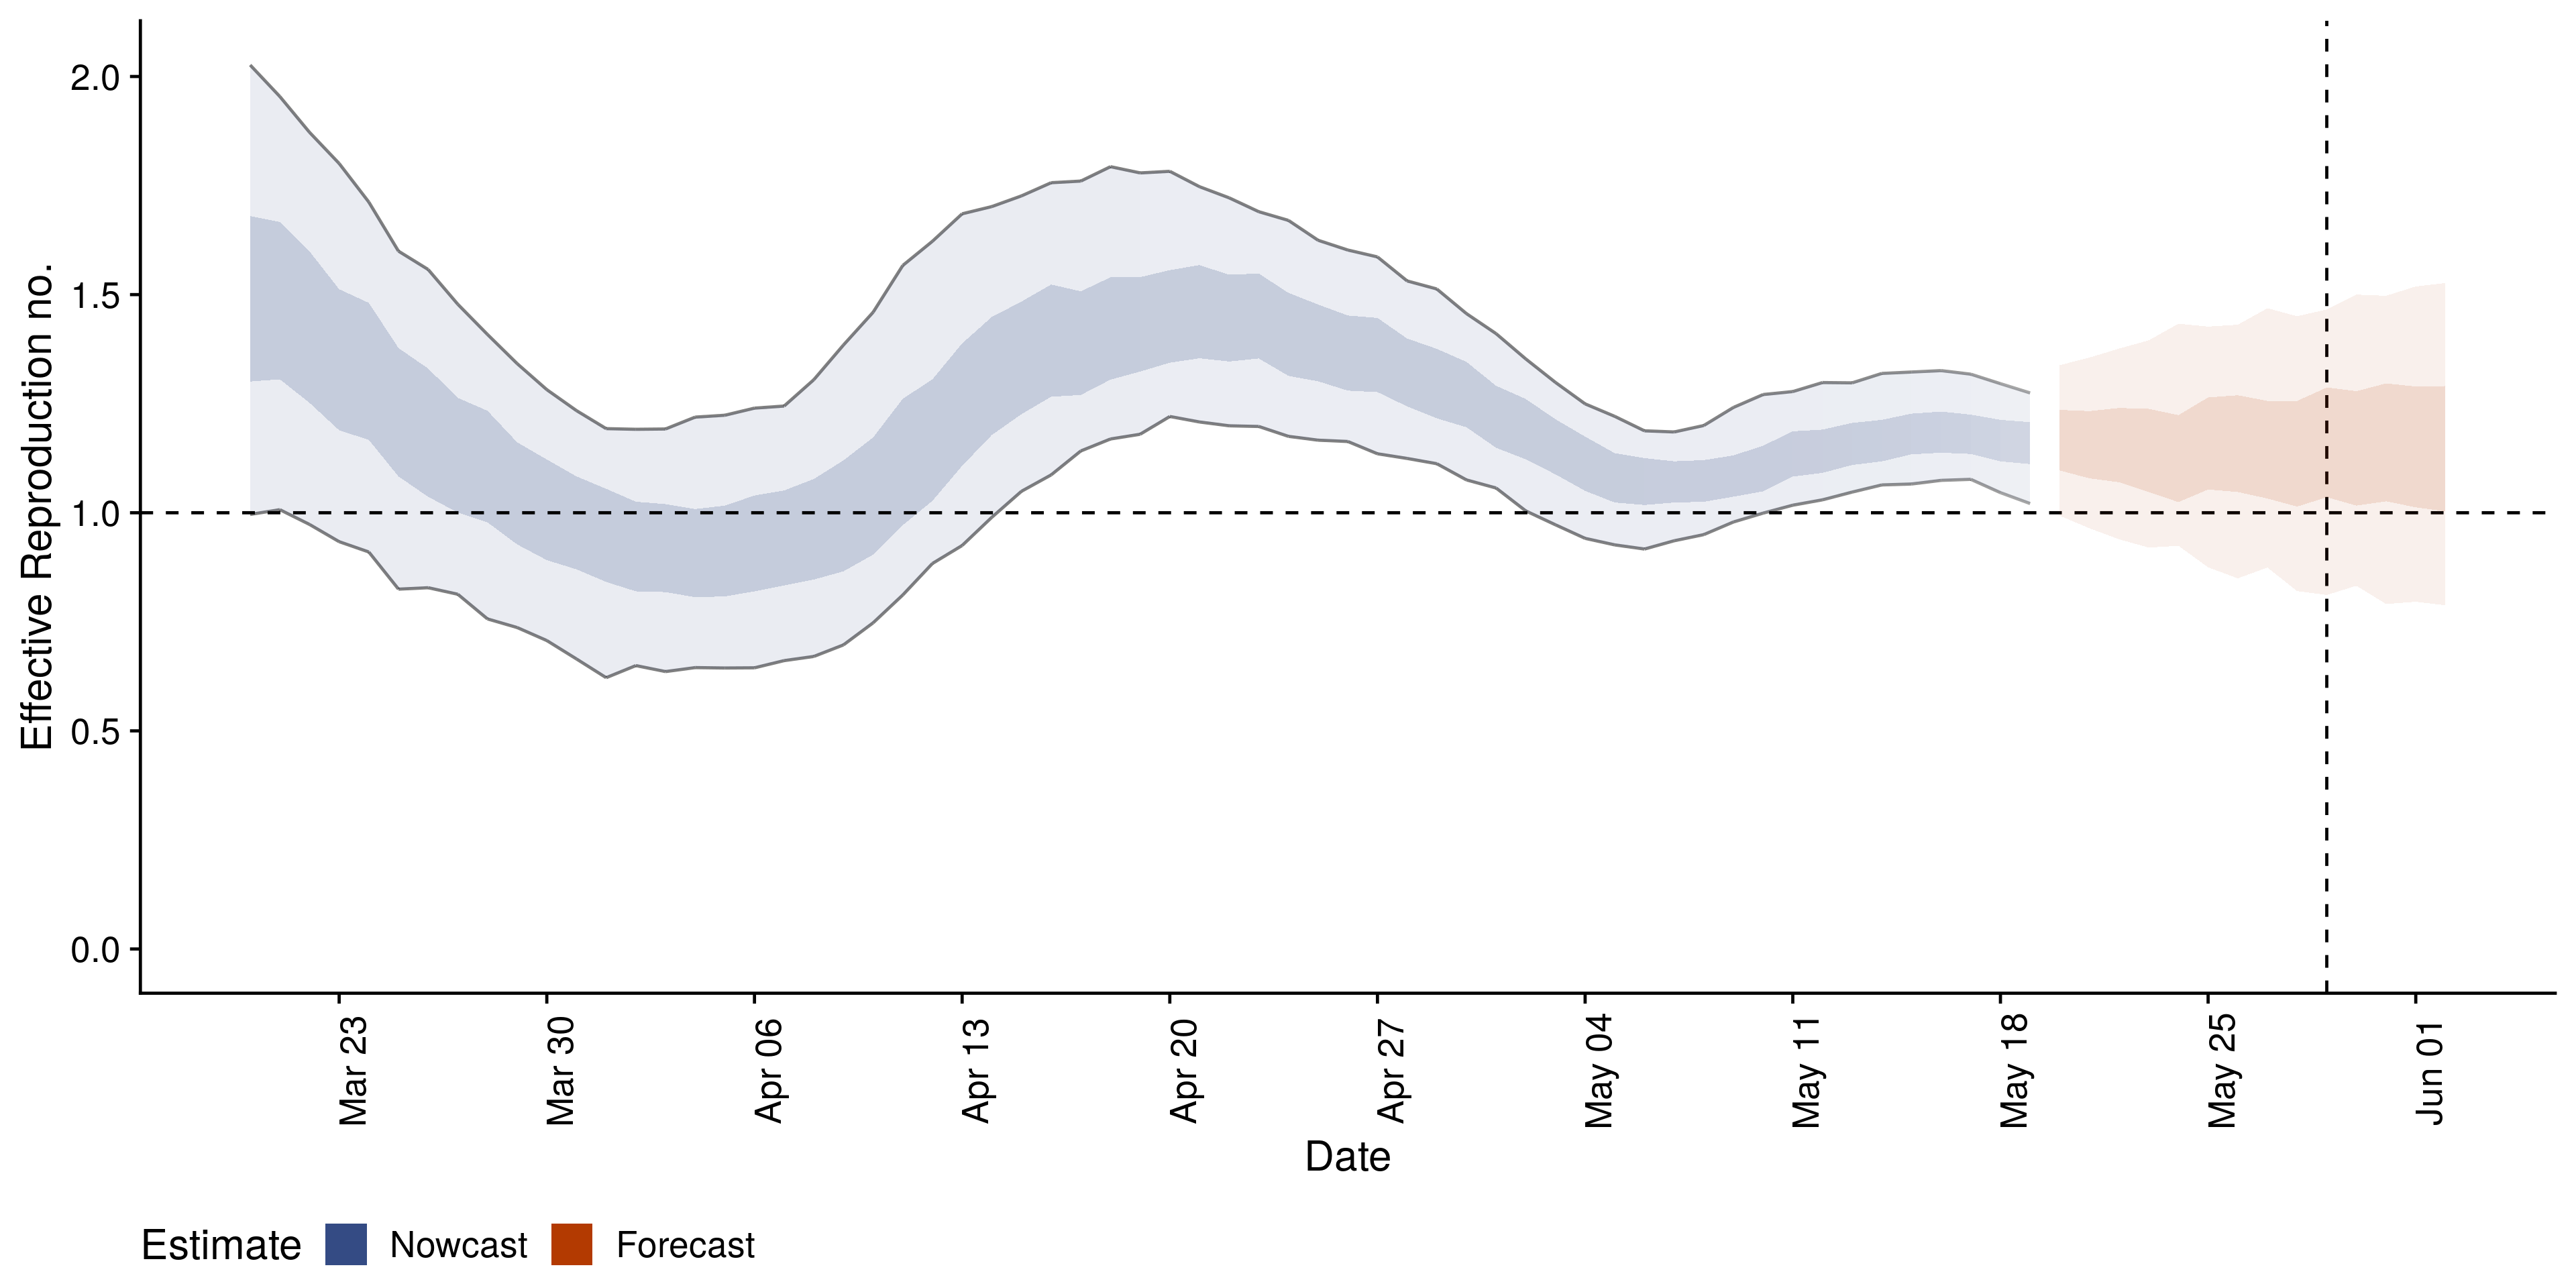 Effective Reproduction no.
2.0
1.5
1.0
0.5
0.0
Mar 23
Mar 30
Apr 06
Apr 13
Apr 20
Apr 27
May 04
May 11
May 18
May 25
Jun 01
Date
Estimate Nowcast Forecast